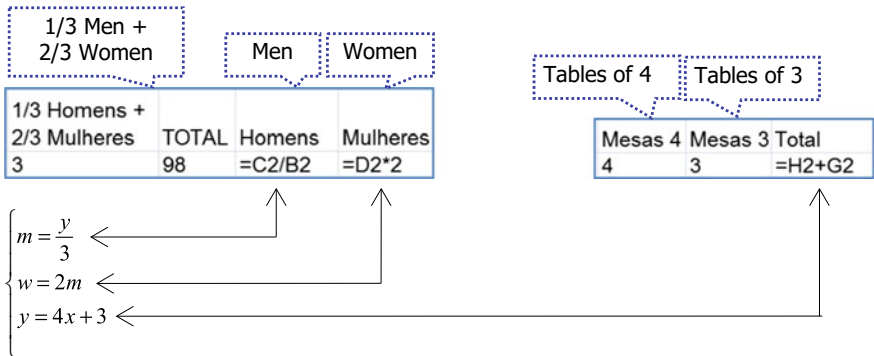 1/3 Men +
2/3 Women
Men
Women
Tables of 4
Tables of 3
1/3 Homens +
2/3 Mulheres TOTAL Homens Mulheres
3 98 =C2/B2 =D2*2
Mesas 4 Mesas 3 Total
4 3 =H2+G2
m = y/3
w = 2m
y = 4x + 3